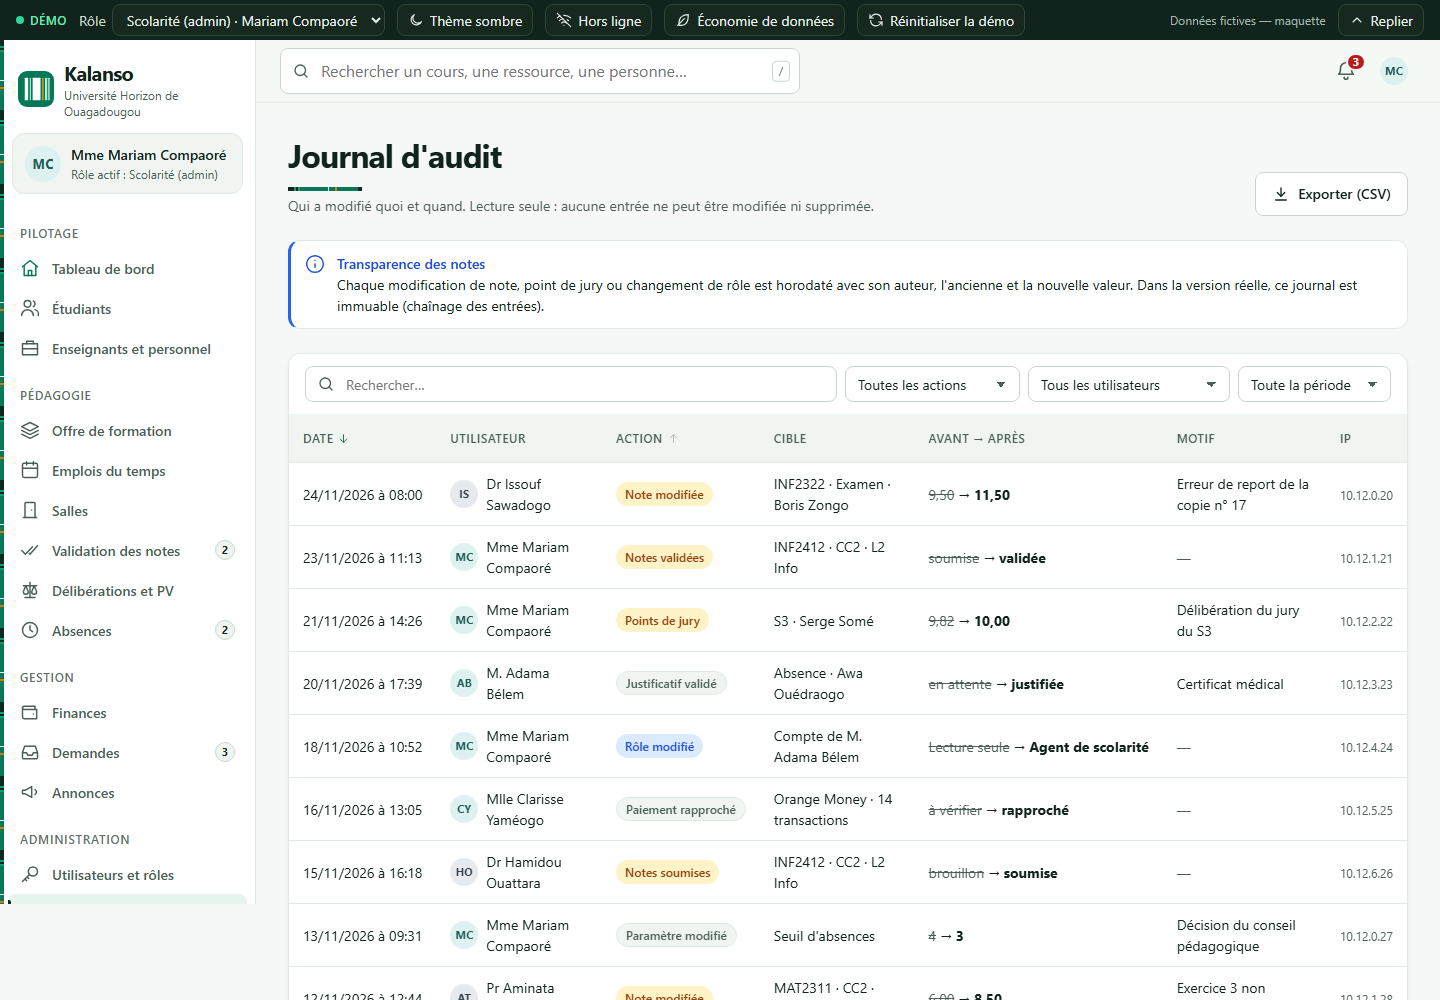 DÉMO Rôle Scolarité (admin) · Mariam Compaoré Thème sombre Hors ligne Économie de données Réinitialiser la démo Données fictives — maquette Replier
Kalanso
Université Horizon de
Ouagadougou
MC Mme Mariam Compaoré
Rôle actif : Scolarité (admin)
PILOTAGE
Tableau de bord
Étudiants
Enseignants et personnel
PÉDAGOGIE
Offre de formation
Emplois du temps
Salles
Validation des notes 2
Délibérations et PV
Absences 2
GESTION
Finances
Demandes 3
Annonces
ADMINISTRATION
Utilisateurs et rôles
Rechercher un cours, une ressource, une personne... /
3
MC
Journal d'audit
Qui a modifié quoi et quand. Lecture seule : aucune entrée ne peut être modifiée ni supprimée.
Exporter (CSV)
Transparence des notes
Chaque modification de note, point de jury ou changement de rôle est horodaté avec son auteur, l'ancienne et la nouvelle valeur. Dans la version réelle, ce journal est
immuable (chaînage des entrées).
Rechercher... Toutes les actions Tous les utilisateurs Toute la période
DATE ↓ UTILISATEUR ACTION ↑ CIBLE AVANT → APRÈS MOTIF IP
24/11/2026 à 08:00 IS Dr Issouf Sawadogo Note modifiée INF2322 · Examen · Boris Zongo 9,50 → 11,50 Erreur de report de la copie n° 17 10.12.0.20
23/11/2026 à 11:13 MC Mme Mariam Compaoré Notes validées INF2412 · CC2 · L2 Info soumise → validée — 10.12.1.21
21/11/2026 à 14:26 MC Mme Mariam Compaoré Points de jury S3 · Serge Somé 9,82 → 10,00 Délibération du jury du S3 10.12.2.22
20/11/2026 à 17:39 AB M. Adama Bélem Justificatif validé Absence · Awa Ouédraogo en attente → justifiée Certificat médical 10.12.3.23
18/11/2026 à 10:52 MC Mme Mariam Compaoré Rôle modifié Compte de M. Adama Bélem Lecture seule → Agent de scolarité — 10.12.4.24
16/11/2026 à 13:05 CY Mlle Clarisse Yaméogo Paiement rapproché Orange Money · 14 transactions à vérifier → rapproché — 10.12.5.25
15/11/2026 à 16:18 HO Dr Hamidou Ouattara Notes soumises INF2412 · CC2 · L2 Info brouillon → soumise — 10.12.6.26
13/11/2026 à 09:31 MC Mme Mariam Compaoré Paramètre modifié Seuil d'absences 4 → 3 Décision du conseil pédagogique 10.12.0.27
12/11/2026 à 12:44 AT Pr Aminata Note modifiée MAT2311 · CC2 · 6,00 → 8,50 Exercice 3 non 10.12.1.28